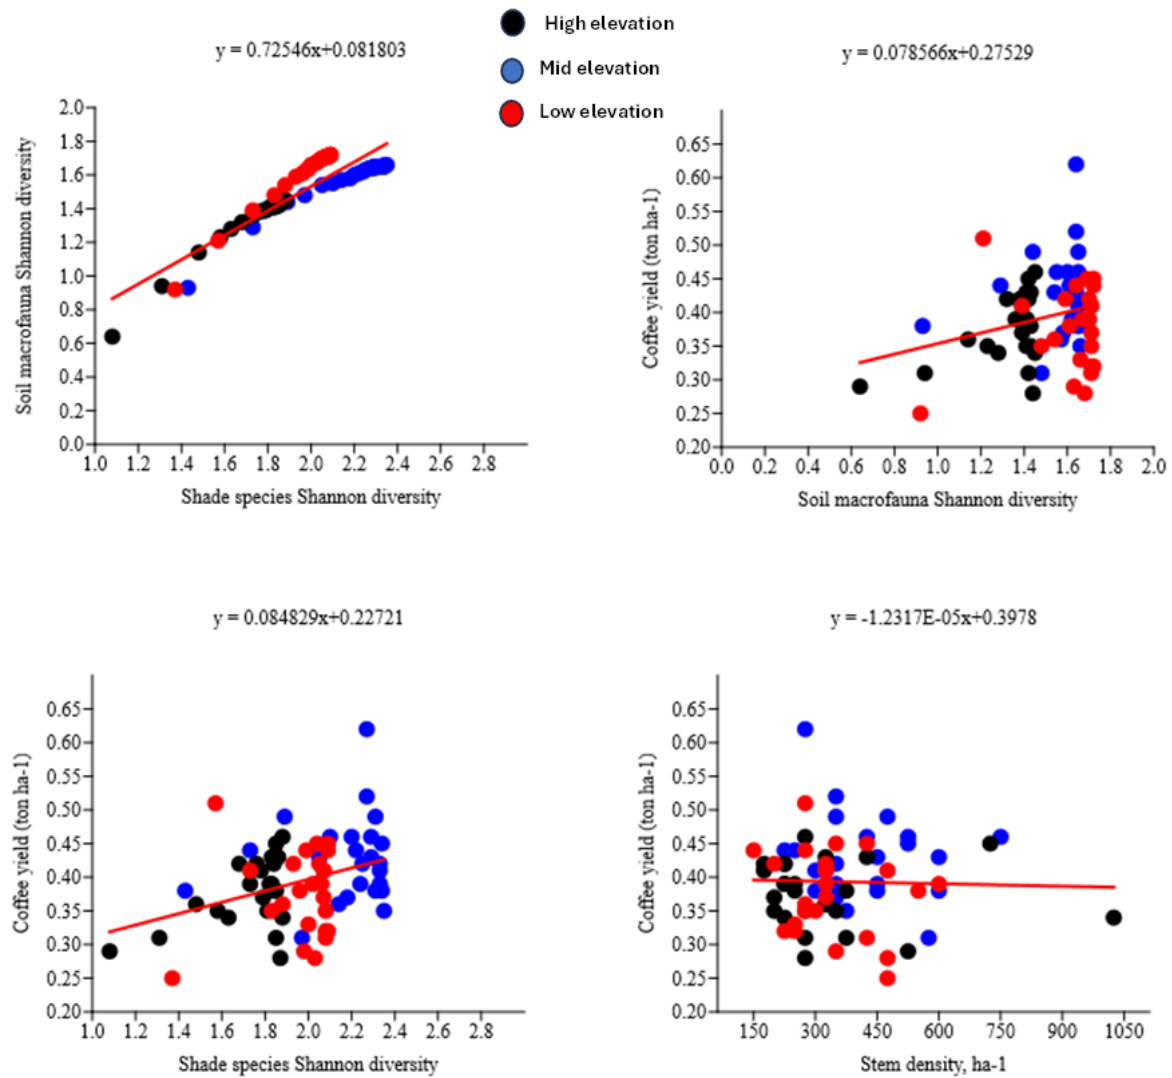 High elevation
Mid elevation
Low elevation
y = 0.72546x+0.081803
2.0
1.8
1.6
1.4
1.2
1.0
0.8
0.6
0.4
0.2
0.0
Soil macrofauna Shannon diversity
1.0 1.2 1.4 1.6 1.8 2.0 2.2 2.4 2.6 2.8
Shade species Shannon diversity
y = 0.078566x+0.27529
0.65
0.60
0.55
0.50
0.45
0.40
0.35
0.30
0.25
0.20
Coffee yield (ton ha-1)
0.0 0.2 0.4 0.6 0.8 1.0 1.2 1.4 1.6 1.8 2.0
Soil macrofauna Shannon diversity
y = 0.084829x+0.22721
0.65
0.60
0.55
0.50
0.45
0.40
0.35
0.30
0.25
0.20
Coffee yield (ton ha-1)
1.0 1.2 1.4 1.6 1.8 2.0 2.2 2.4 2.6 2.8
Shade species Shannon diversity
y = -1.2317E-05x+0.3978
0.65
0.60
0.55
0.50
0.45
0.40
0.35
0.30
0.25
0.20
Coffee yield (ton ha-1)
150 300 450 600 750 900 1050
Stem density, ha-1